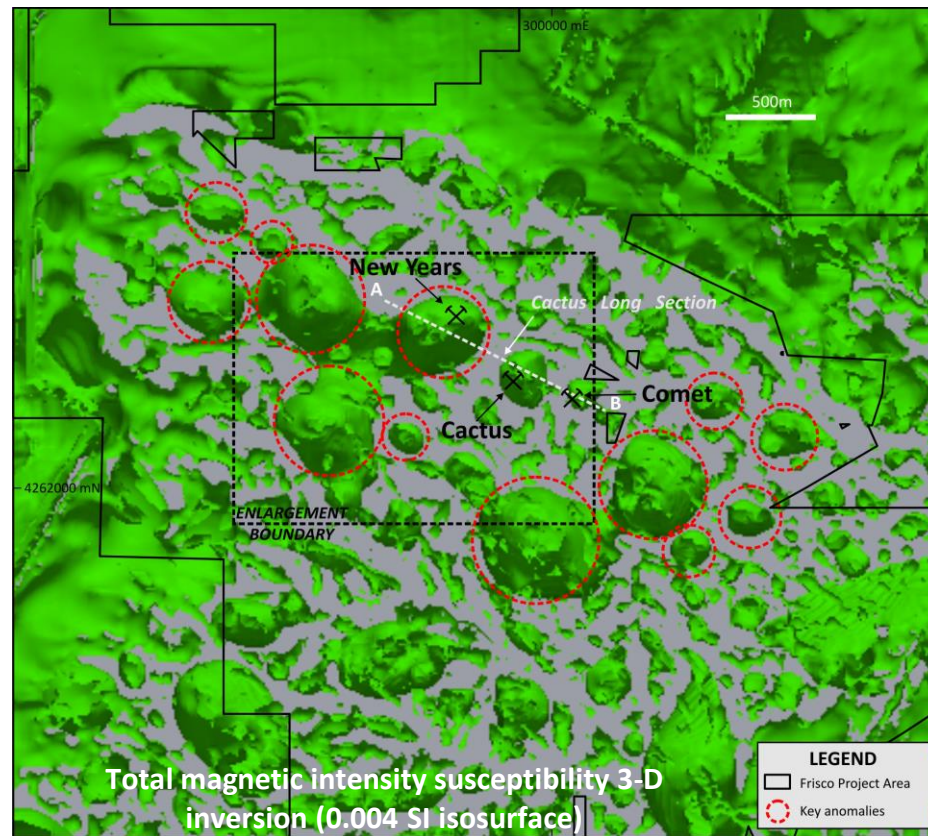 300000 mE
500m
New Years
A
Cactus Long Section
Comet
B
Cactus
4262000 mN
ENLARGEMENT
BOUNDARY
LEGEND
Frisco Project Area
Key anomalies
Total magnetic intensity susceptibility 3-D
inversion (0.004 SI isosurface)